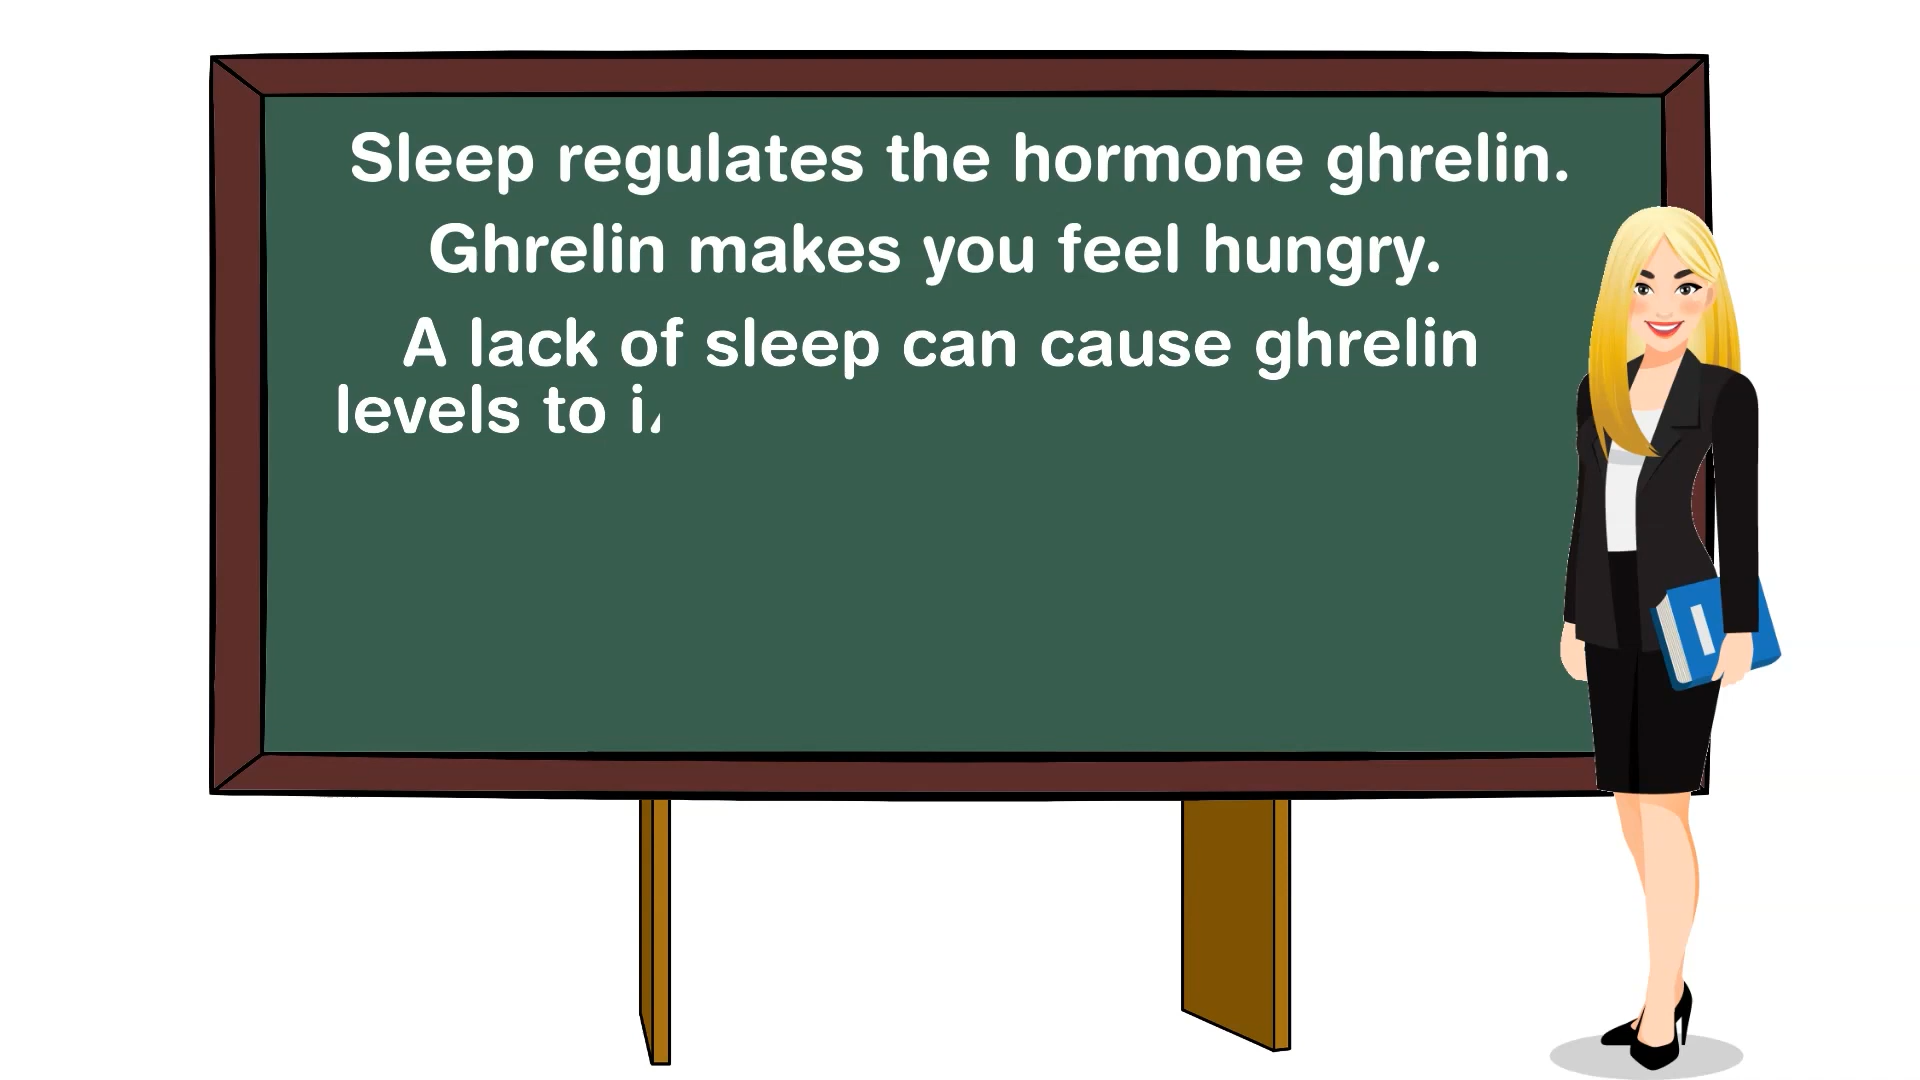 Sleep regulates the hormone ghrelin.
Ghrelin makes you feel hungry.
A lack of sleep can cause ghrelin
levels to